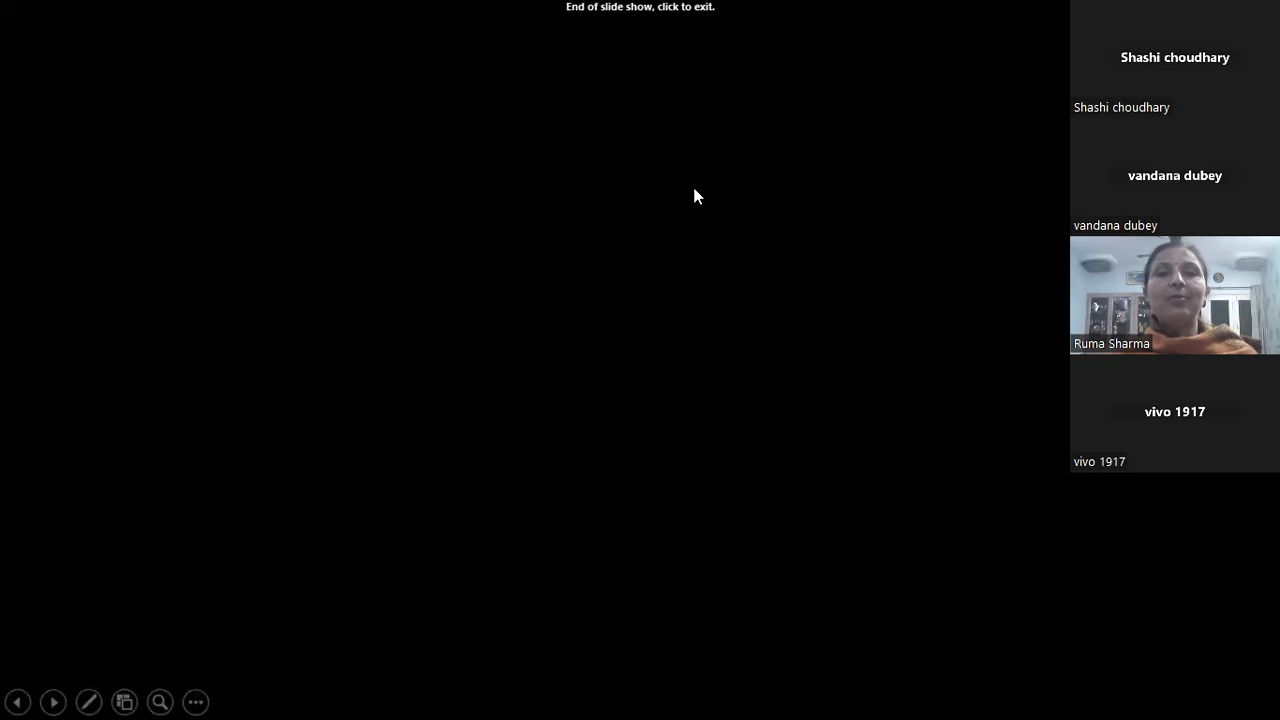 End of slide show, click to exit.
Shashi choudhary
Shashi choudhary
vandana dubey
vandana dubey
Ruma Sharma
vivo 1917
vivo 1917